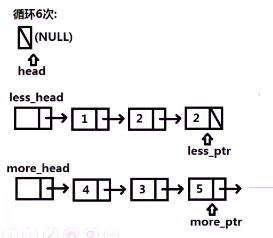 循环6次:
(NULL)
head
less_head
1 2 2
less_ptr
more_head
4 3 5
more_ptr